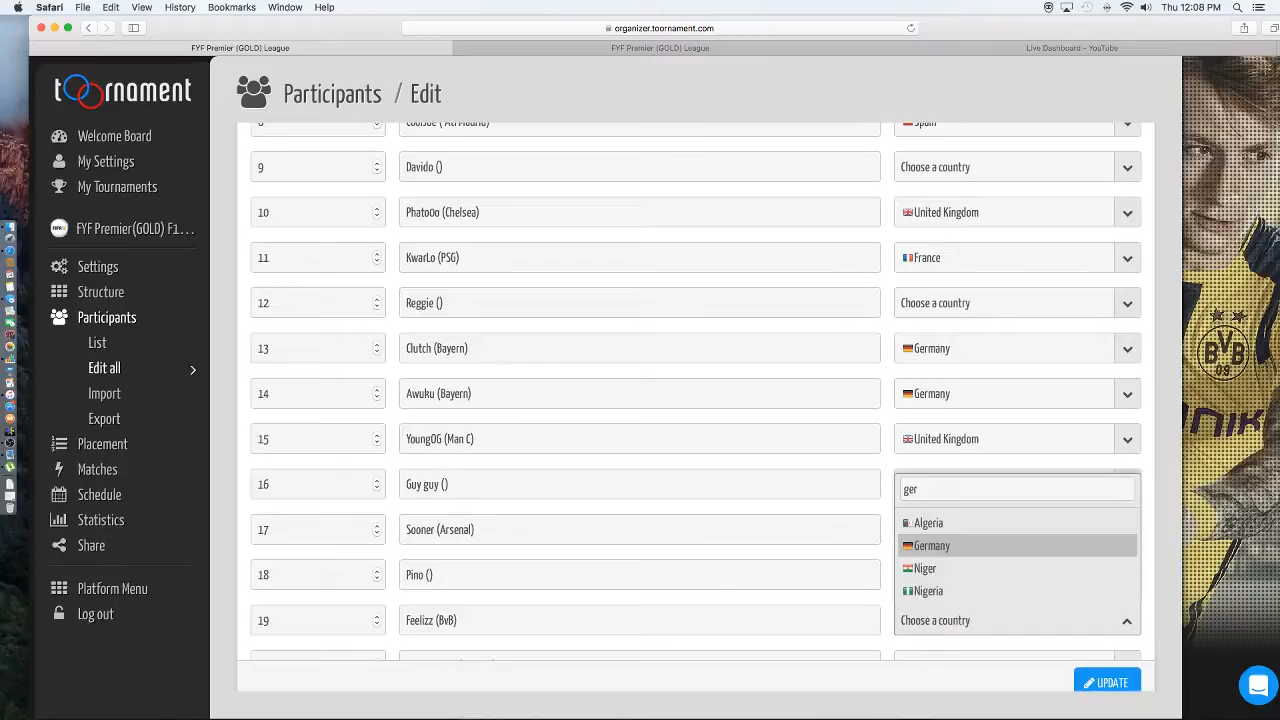 Safari File Edit View History Bookmarks Window Help Thu 12:08 PM
organizer.toornament.com
FYF Premier (GOLD) League FYF Premier (GOLD) League Live Dashboard - YouTube
toornament
Participants / Edit
Welcome Board
My Settings
My Tournaments
FYF Premier(GOLD) F1...
Settings
Structure
Participants
List
Edit all
Import
Export
Placement
Matches
Schedule
Statistics
Share
Platform Menu
Log out
Spain
9 Davido () Choose a country
10 Phato0o (Chelsea) United Kingdom
11 KwarLo (PSG) France
12 Reggie () Choose a country
13 Clutch (Bayern) Germany
14 Awuku (Bayern) Germany
15 YoungOG (Man C) United Kingdom
16 Guy guy () ger
Algeria
17 Sooner (Arsenal) Germany
Niger
18 Pino () Nigeria
19 Feelizz (BvB) Choose a country
UPDATE
BVB
09